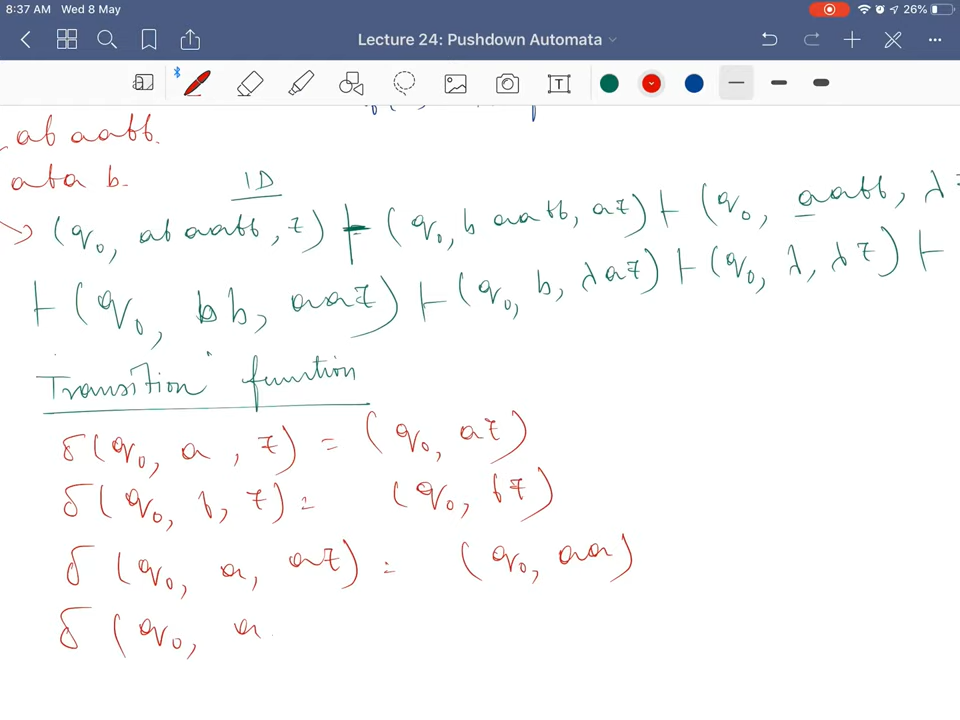 8:37 AM Wed 8 May 26%
Lecture 24: Pushdown Automata
ab aabb.
aba b.
ID
(q₀, ab aabb, z) ⊢ (q₀, b aabb, az) ⊢ (q₀, aabb, λz
⊢ (q₀, bb, aaz) ⊢ (q₀, b, λaz) ⊢ (q₀, λ, λz) ⊢
Transition function
δ(q₀, a, z) = (q₀, az)
δ(q₀, b, z) = (q₀, bz)
δ(q₀, a, az) = (q₀, aa)
δ(q₀, a